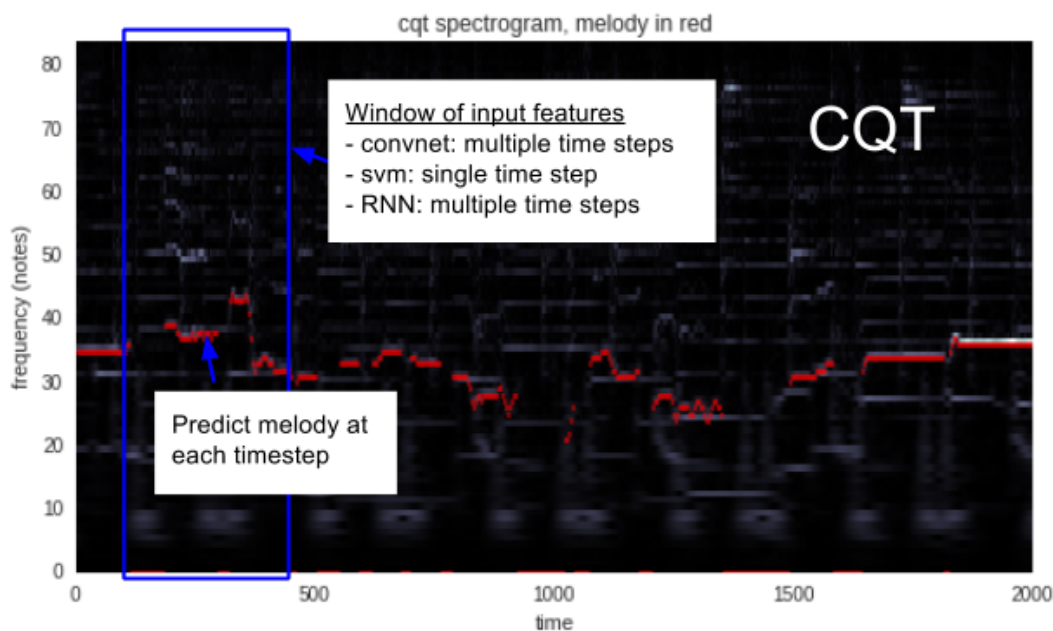 cqt spectrogram, melody in red
80
70
60
50
40
30
20
10
0
frequency (notes)
Window of input features
- convnet: multiple time steps
- svm: single time step
- RNN: multiple time steps
CQT
Predict melody at
each timestep
0
500
1000
1500
2000
time